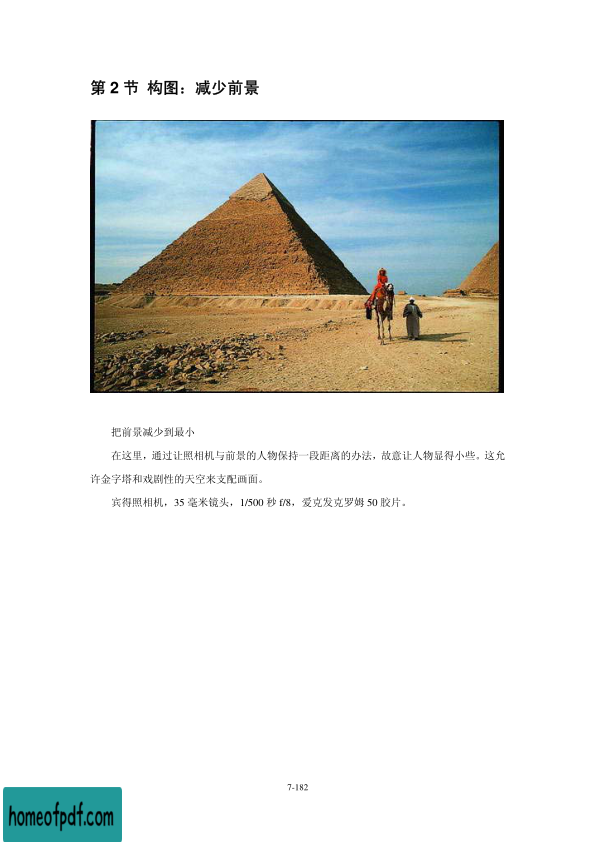 第 2 节 构图：减少前景
把前景减少到最小
在这里，通过让照相机与前景的人物保持一段距离的办法，故意让人物显得小些。这允
许金字塔和戏剧性的天空来支配画面。
宾得照相机，35 毫米镜头，1/500 秒 f/8，爱克发克罗姆 50 胶片。
7-182
homeofpdf.com